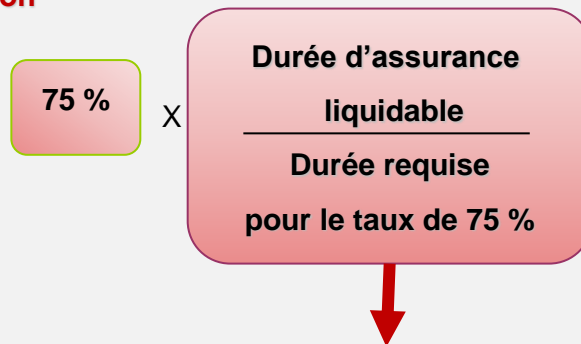 75 %
X
Durée d’assurance
liquidable
Durée requise
pour le taux de 75 %